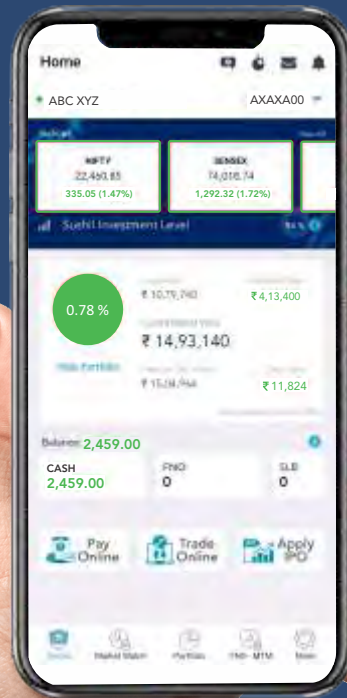 Home
ABC XYZ AXAXA00
NIFTY SENSEX
22,460.85 74,016.74
335.05 (1.47%) 1,292.32 (1.72%)
Sushil Investment Level
₹ 10,79,740 ₹ 4,13,400
0.78 %
₹ 14,93,140
₹ 11,824
Balance: 2,459.00
CASH FNO SLB
2,459.00 0 0
Pay Online
Trade Online
Apply IPO
Market Watch Portfolio FNO - MTM More